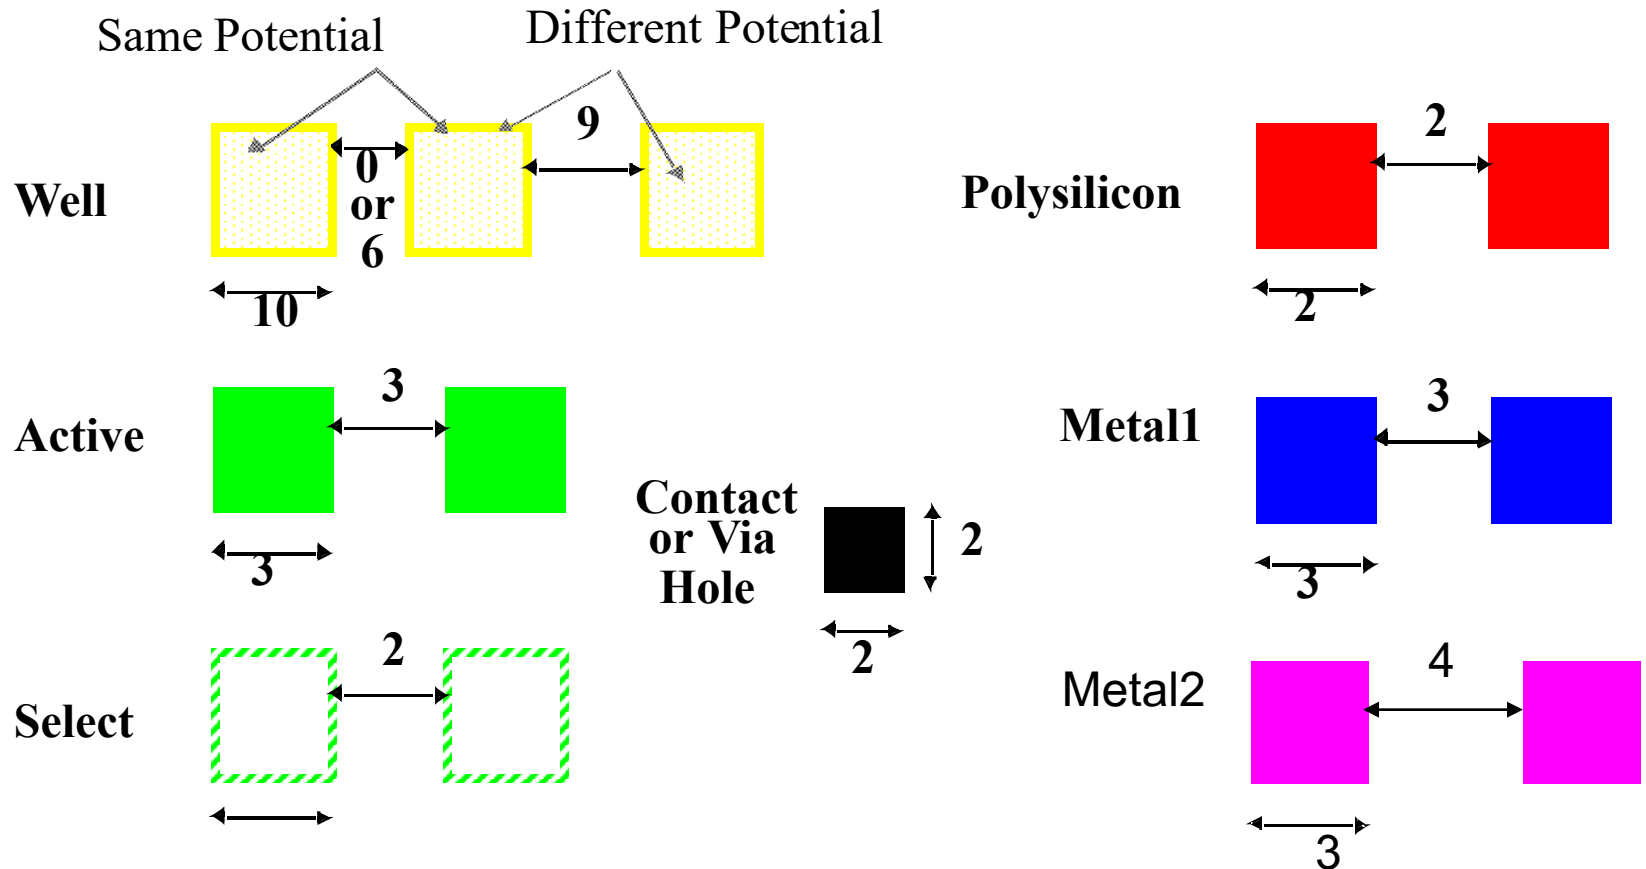 Same Potential
Different Potential
Well
0
or
6
9
10
Polysilicon
2
2
Active
3
3
Metal1
3
3
Contact
or Via
Hole
2
2
Select
2
Metal2
4
3